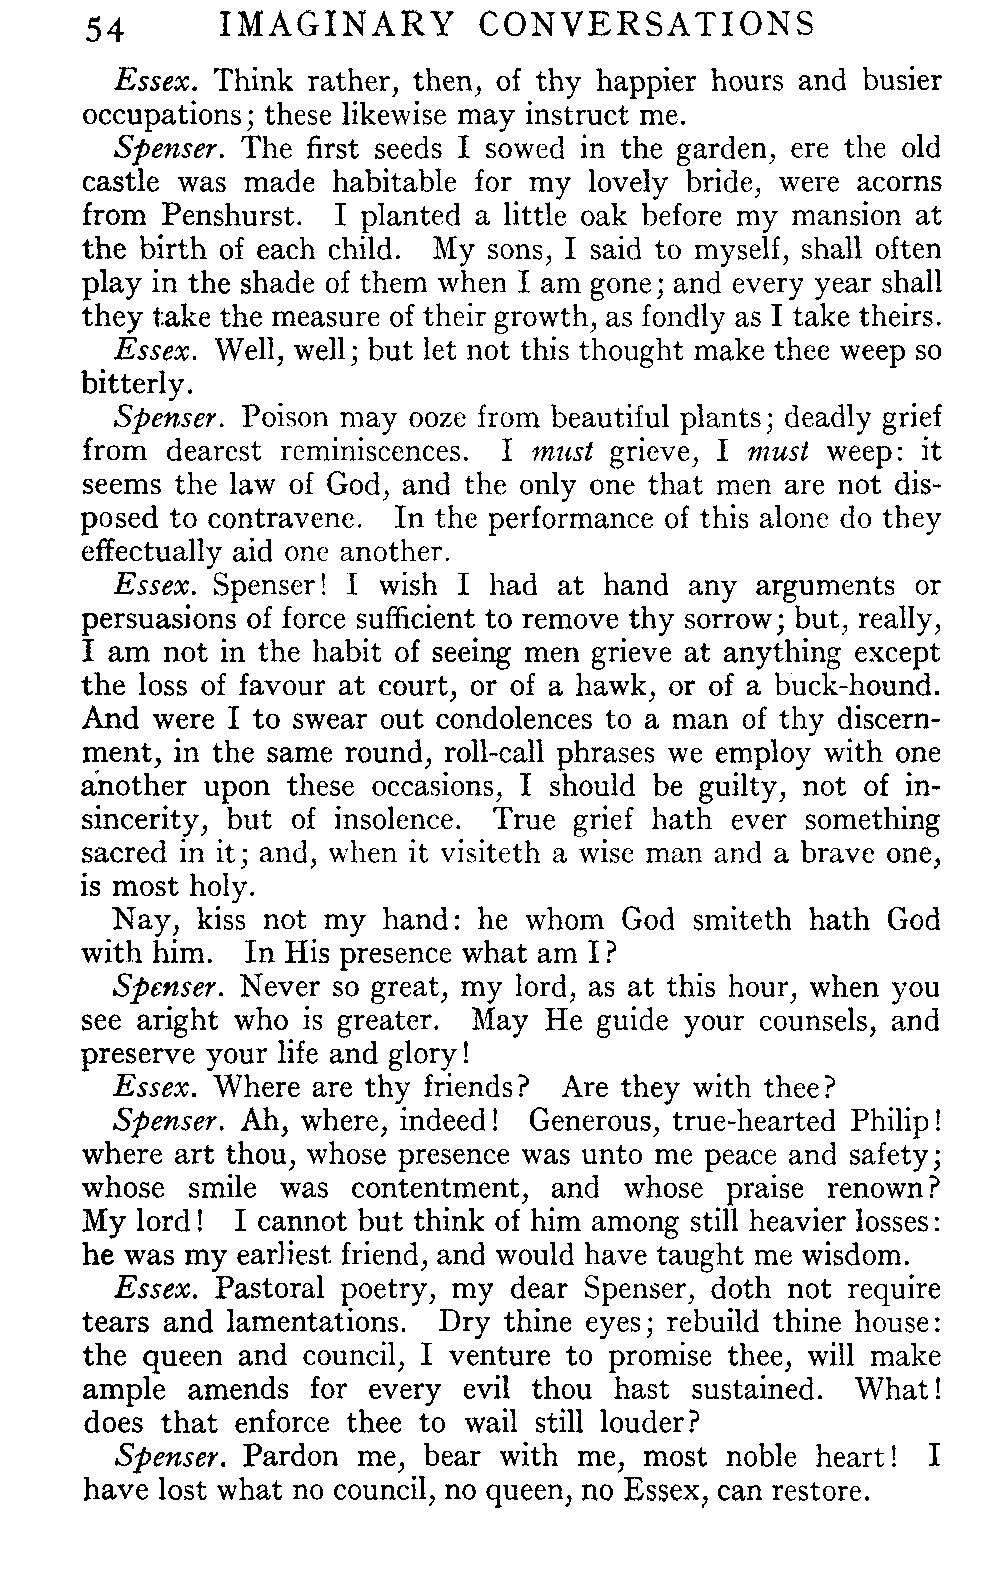 54 IMAGINARY CONVERSATIONS
Essex. Think rather, then, of thy happier hours and busier
occupations; these likewise may instruct me.
Spenser. The first seeds I sowed in the garden, ere the old
castle was made habitable for my lovely bride, were acorns
from Penshurst. I planted a little oak before my mansion at
the birth of each child. My sons, I said to myself, shall often
play in the shade of them when I am gone; and every year shall
they take the measure of their growth, as fondly as I take theirs.
Essex. Well, well; but let not this thought make thee weep so
bitterly.
Spenser. Poison may ooze from beautiful plants; deadly grief
from dearest reminiscences. I must grieve, I must weep: it
seems the law of God, and the only one that men are not dis-
posed to contravene. In the performance of this alone do they
effectually aid one another.
Essex. Spenser! I wish I had at hand any arguments or
persuasions of force sufficient to remove thy sorrow; but, really,
I am not in the habit of seeing men grieve at anything except
the loss of favour at court, or of a hawk, or of a buck-hound.
And were I to swear out condolences to a man of thy discern-
ment, in the same round, roll-call phrases we employ with one
another upon these occasions, I should be guilty, not of in-
sincerity, but of insolence. True grief hath ever something
sacred in it; and, when it visiteth a wise man and a brave one,
is most holy.
Nay, kiss not my hand: he whom God smiteth hath God
with him. In His presence what am I?
Spenser. Never so great, my lord, as at this hour, when you
see aright who is greater. May He guide your counsels, and
preserve your life and glory!
Essex. Where are thy friends? Are they with thee?
Spenser. Ah, where, indeed! Generous, true-hearted Philip!
where art thou, whose presence was unto me peace and safety;
whose smile was contentment, and whose praise renown?
My lord! I cannot but think of him among still heavier losses:
he was my earliest friend, and would have taught me wisdom.
Essex. Pastoral poetry, my dear Spenser, doth not require
tears and lamentations. Dry thine eyes; rebuild thine house:
the queen and council, I venture to promise thee, will make
ample amends for every evil thou hast sustained. What!
does that enforce thee to wail still louder?
Spenser. Pardon me, bear with me, most noble heart! I
have lost what no council, no queen, no Essex, can restore.